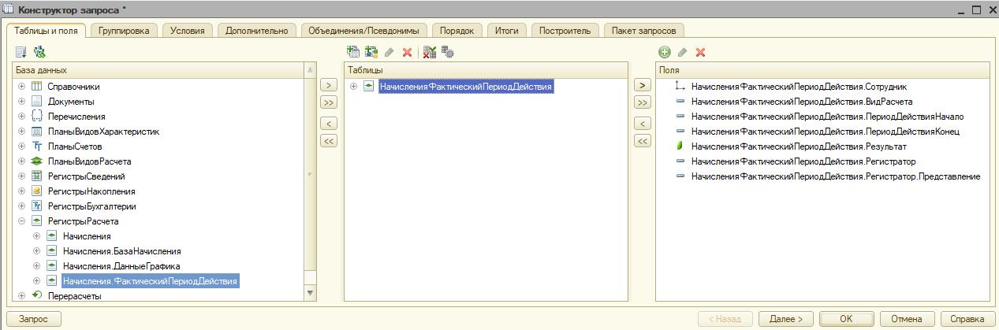 Конструктор запроса *
Таблицы и поля
Группировка
Условия
Дополнительно
Объединения/Псевдонимы
Порядок
Итоги
Построитель
Пакет запросов
База данных
Справочники
Документы
Перечисления
ПланыВидовХарактеристик
ПланыСчетов
ПланыВидовРасчета
РегистрыСведений
РегистрыНакопления
РегистрыБухгалтерии
РегистрыРасчета
Начисления
Начисления.БазаНачисления
Начисления.ДанныеГрафика
Начисления.ФактическийПериодДействия
Перерасчеты
>
>>
<
<<
Таблицы
НачисленияФактическийПериодДействия
>
>>
<
<<
Поля
НачисленияФактическийПериодДействия.Сотрудник
НачисленияФактическийПериодДействия.ВидРасчета
НачисленияФактическийПериодДействия.ПериодДействияНачало
НачисленияФактическийПериодДействия.ПериодДействияКонец
НачисленияФактическийПериодДействия.Результат
НачисленияФактическийПериодДействия.Регистратор
НачисленияФактическийПериодДействия.Регистратор.Представление
Запрос
< Назад
Далее >
OK
Отмена
Справка